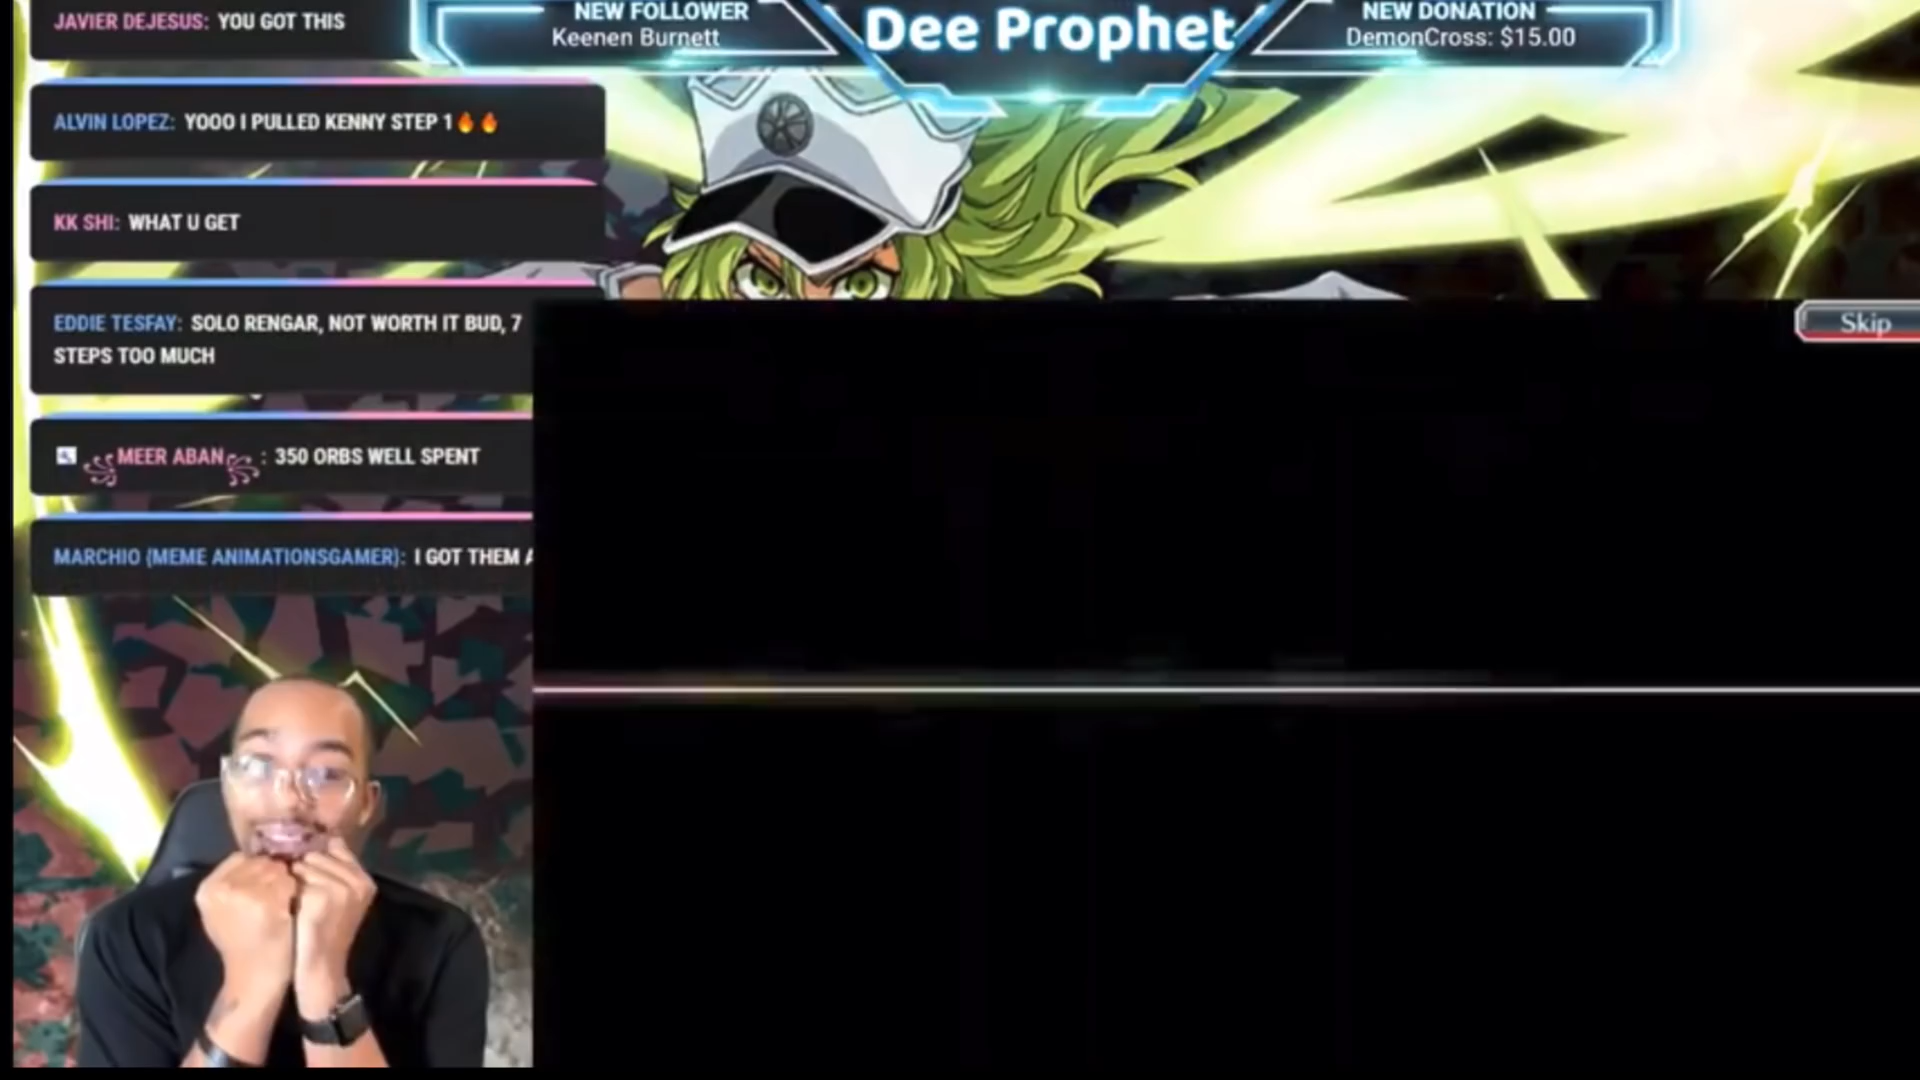 JAVIER DEJESUS: YOU GOT THIS
NEW FOLLOWER
Keenen Burnett
Dee Prophet
NEW DONATION
DemonCross: $15.00
ALVIN LOPEZ: YOOO I PULLED KENNY STEP 1🔥🔥
KK SHI: WHAT U GET
EDDIE TESFAY: SOLO RENGAR, NOT WORTH IT BUD, 7
STEPS TOO MUCH
꧁MEER ABAN꧂: 350 ORBS WELL SPENT
MARCHIO (MEME ANIMATIONSGAMER): I GOT THEM
Skip